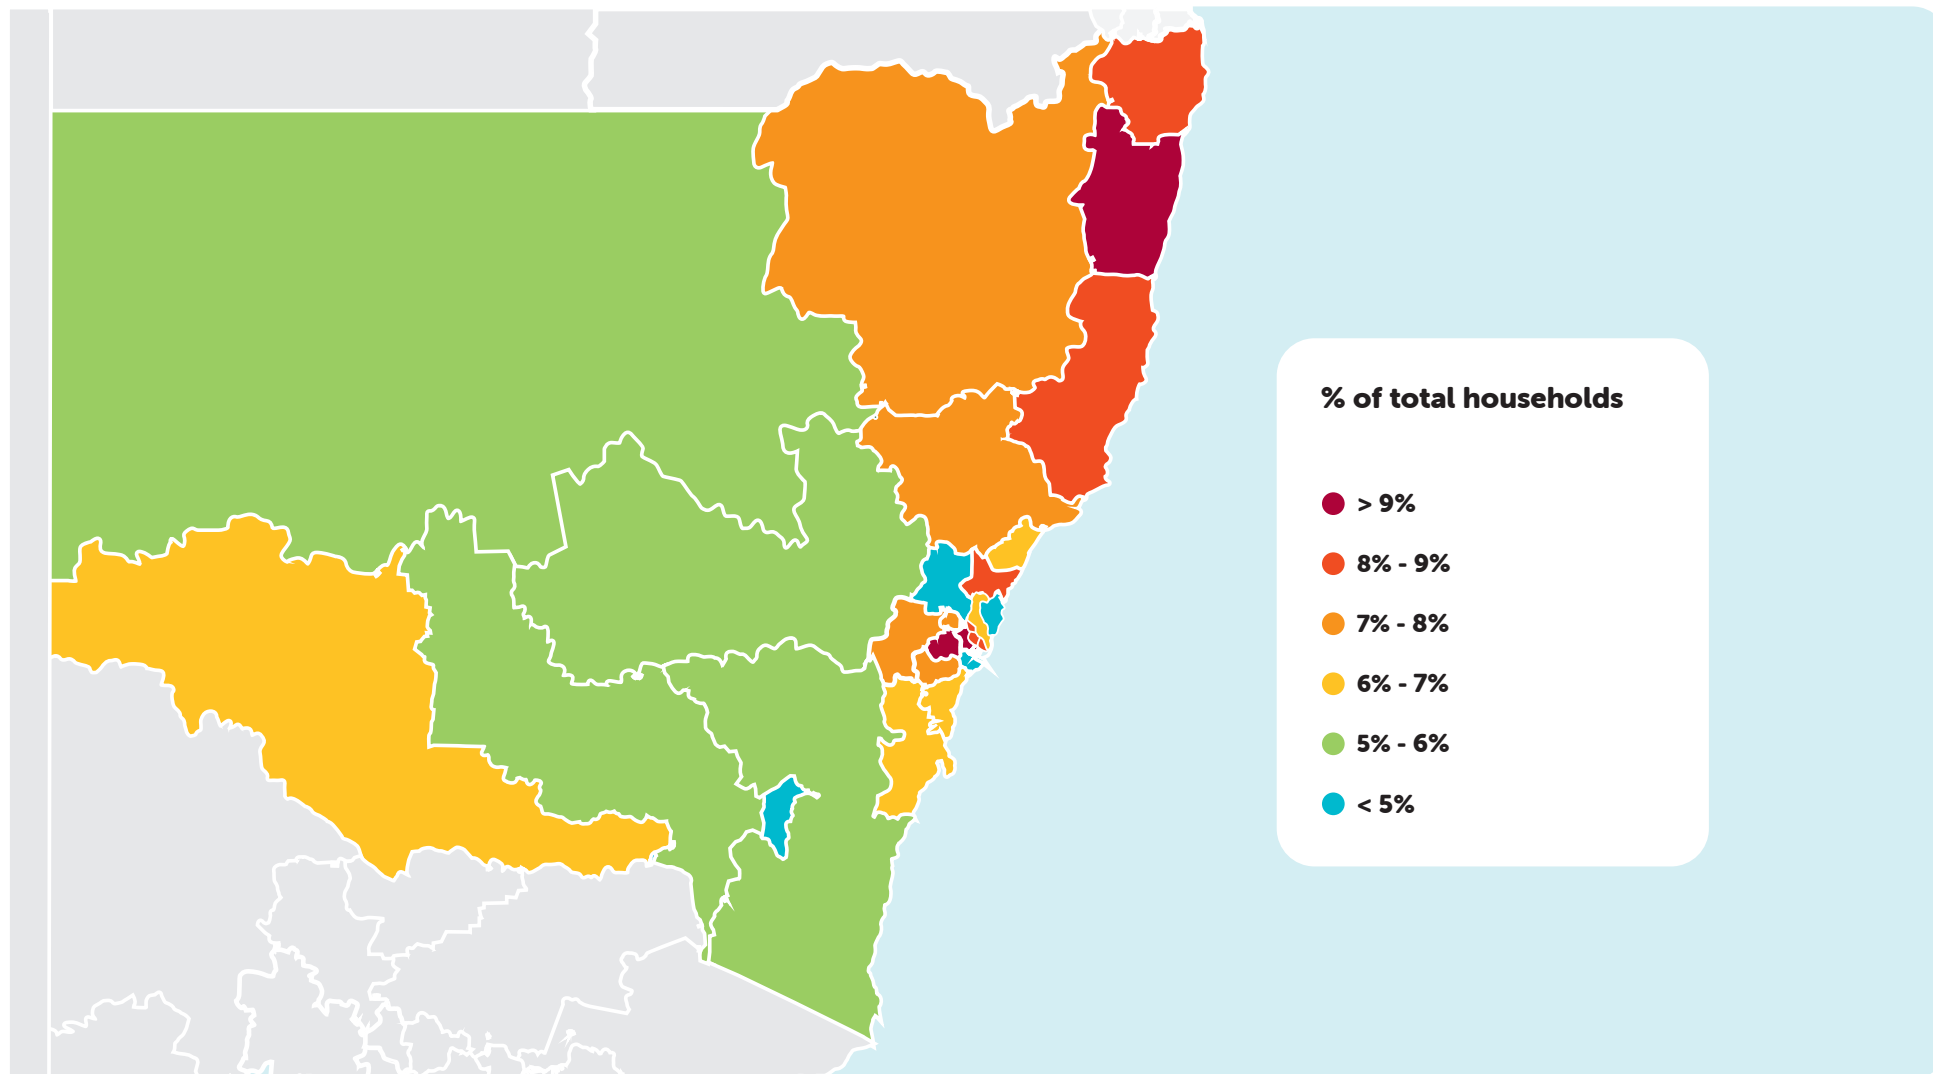 % of total households
> 9%
8% - 9%
7% - 8%
6% - 7%
5% - 6%
< 5%